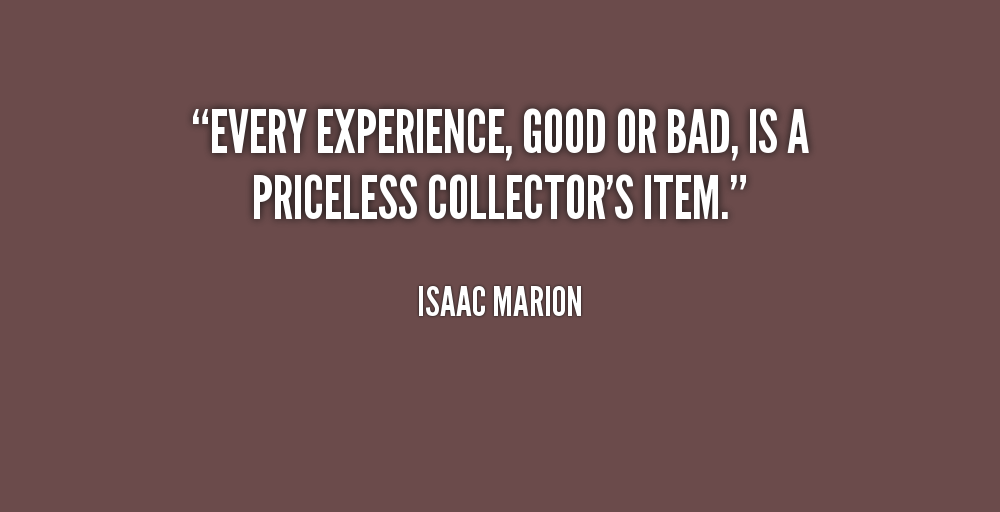 “EVERY EXPERIENCE, GOOD OR BAD, IS A
PRICELESS COLLECTOR’S ITEM.”
ISAAC MARION